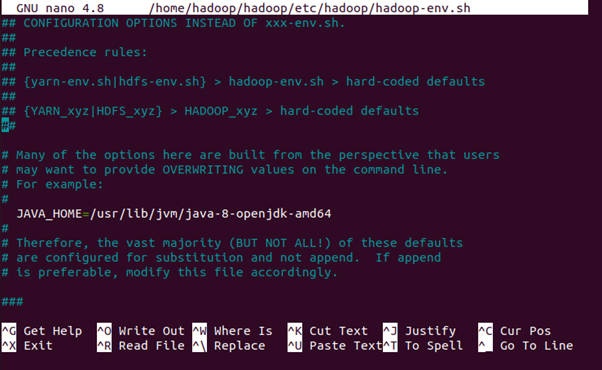 GNU nano 4.8 /home/hadoop/hadoop/etc/hadoop/hadoop-env.sh
## CONFIGURATION OPTIONS INSTEAD OF xxx-env.sh.
##
## Precedence rules:
##
## {yarn-env.sh|hdfs-env.sh} > hadoop-env.sh > hard-coded defaults
##
## {YARN_xyz|HDFS_xyz} > HADOOP_xyz > hard-coded defaults
##
# Many of the options here are built from the perspective that users
# may want to provide OVERWRITING values on the command line.
# For example:
#
JAVA_HOME=/usr/lib/jvm/java-8-openjdk-amd64
#
# Therefore, the vast majority (BUT NOT ALL!) of these defaults
# are configured for substitution and not append.  If append
# is preferable, modify this file accordingly.
###
^G Get Help ^O Write Out ^W Where Is ^K Cut Text ^J Justify ^C Cur Pos
^X Exit ^R Read File ^\ Replace ^U Paste Text ^T To Spell ^_ Go To Line